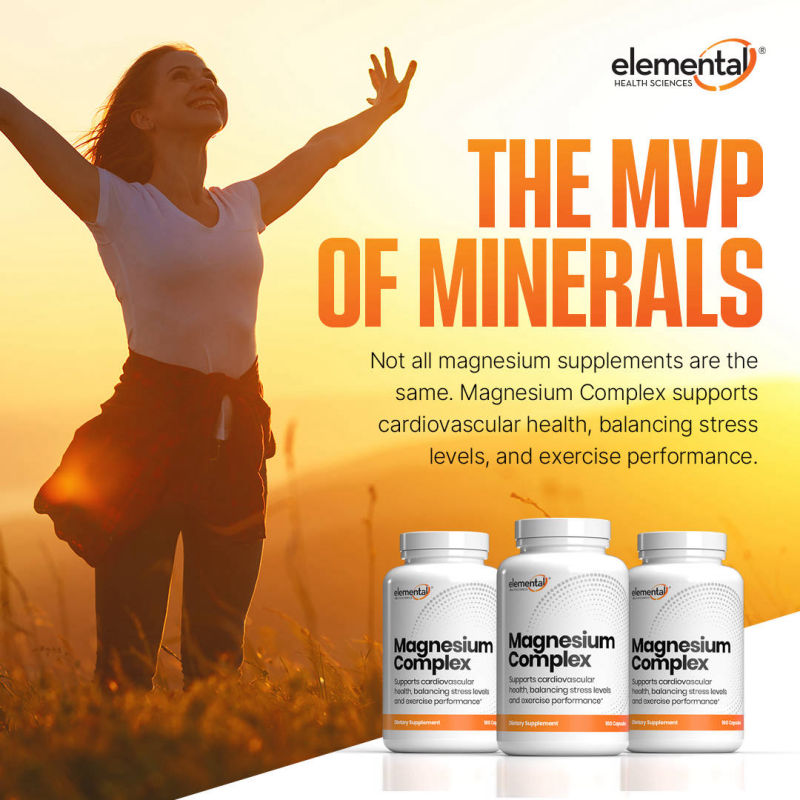 elemental®
HEALTH SCIENCES
THE MVP
OF MINERALS
Not all magnesium supplements are the
same. Magnesium Complex supports
cardiovascular health, balancing stress
levels, and exercise performance.
elemental
Magnesium
Complex
Supports cardiovascular
health, balancing stress levels
and exercise performance*
Dietary Supplement
elemental
HEALTH SCIENCES
Magnesium
Complex
Supports cardiovascular
health, balancing stress levels
and exercise performance*
Dietary Supplement
elemental
Magnesium
Complex
Supports cardiovascular
health, balancing stress levels
and exercise performance*
Dietary Supplement